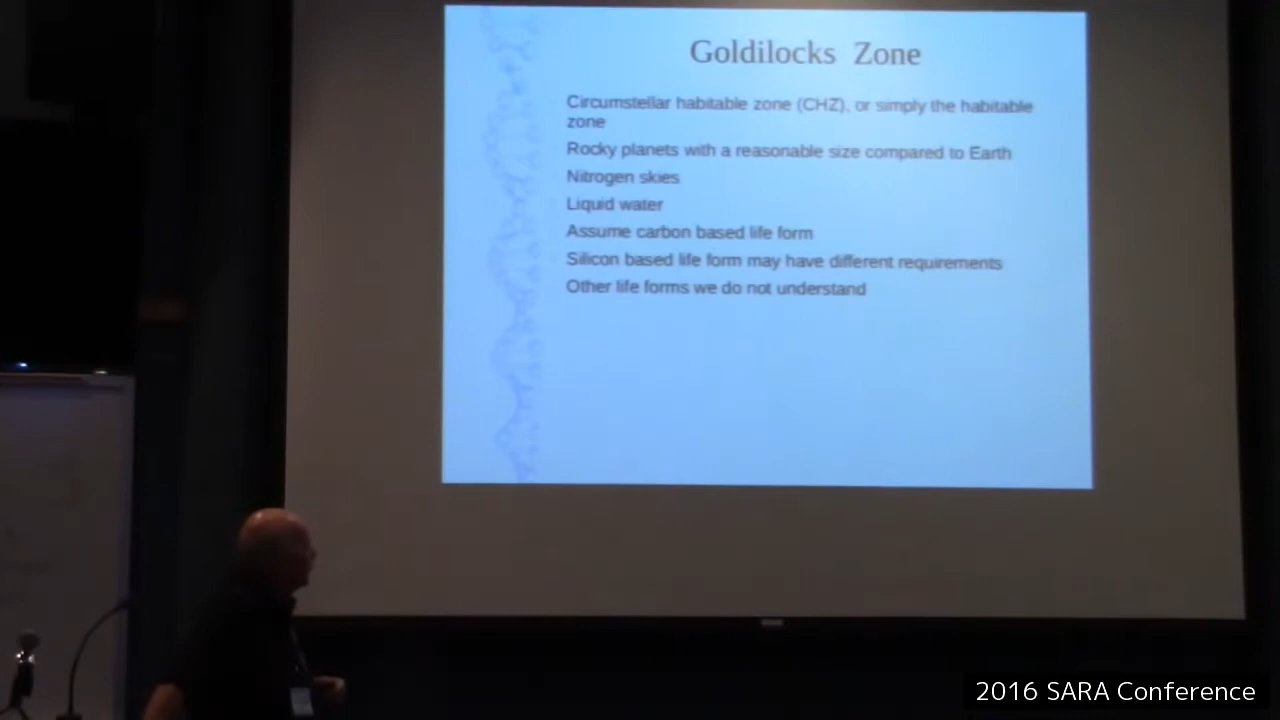 Goldilocks Zone
Circumstellar habitable zone (CHZ), or simply the habitable
zone
Rocky planets with a reasonable size compared to Earth
Nitrogen skies
Liquid water
Assume carbon based life form
Silicon based life form may have different requirements
Other life forms we do not understand
2016 SARA Conference